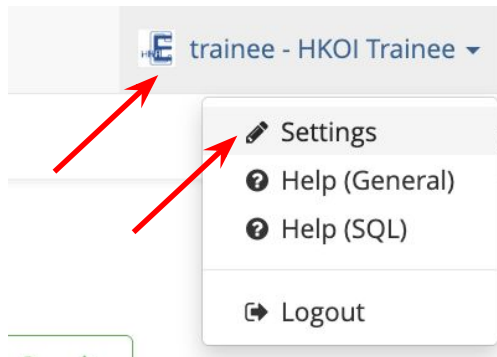 trainee - HKOI Trainee
Settings
Help (General)
Help (SQL)
Logout